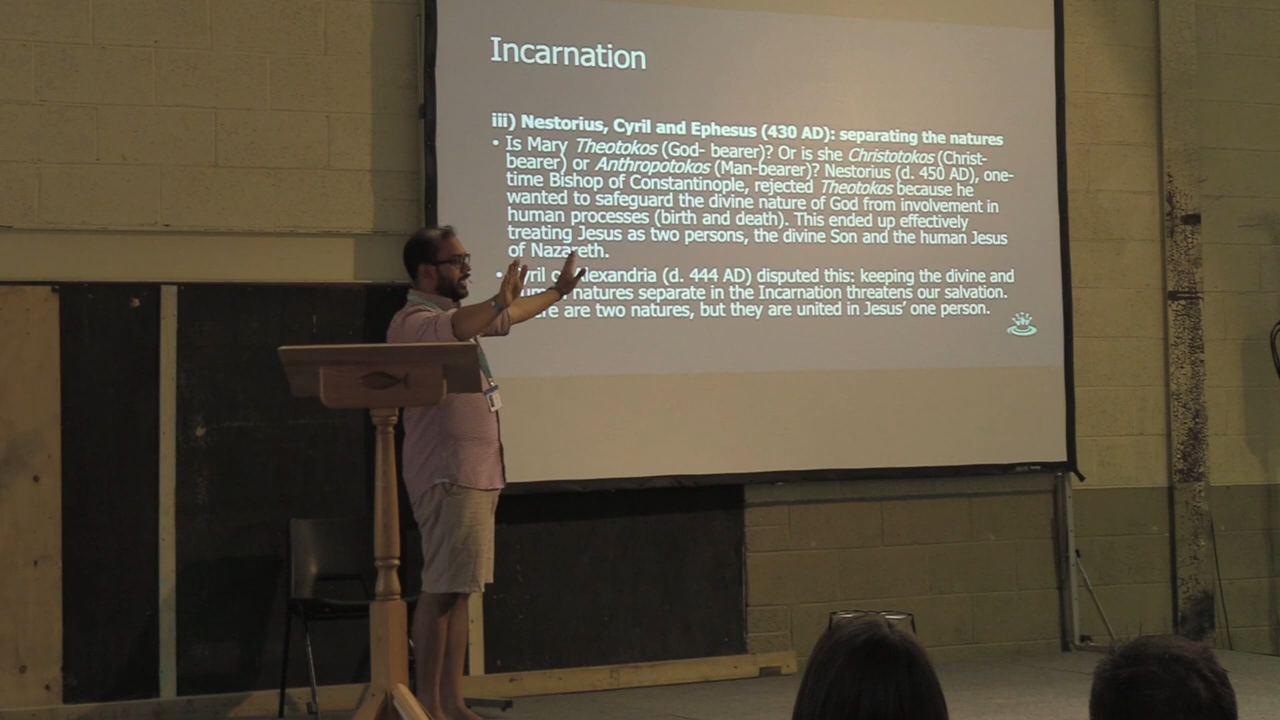 Incarnation
iii) Nestorius, Cyril and Ephesus (430 AD): separating the natures
• Is Mary Theotokos (God- bearer)? Or is she Christotokos (Christ-
bearer) or Anthropotokos (Man-bearer)? Nestorius (d. 450 AD), one-
time Bishop of Constantinople, rejected Theotokos because he
wanted to safeguard the divine nature of God from involvement in
human processes (birth and death). This ended up effectively
treating Jesus as two persons, the divine Son and the human Jesus
of Nazareth.
• yril of Alexandria (d. 444 AD) disputed this: keeping the divine and
natures separate in the Incarnation threatens our salvation.
are two natures, but they are united in Jesus' one person.